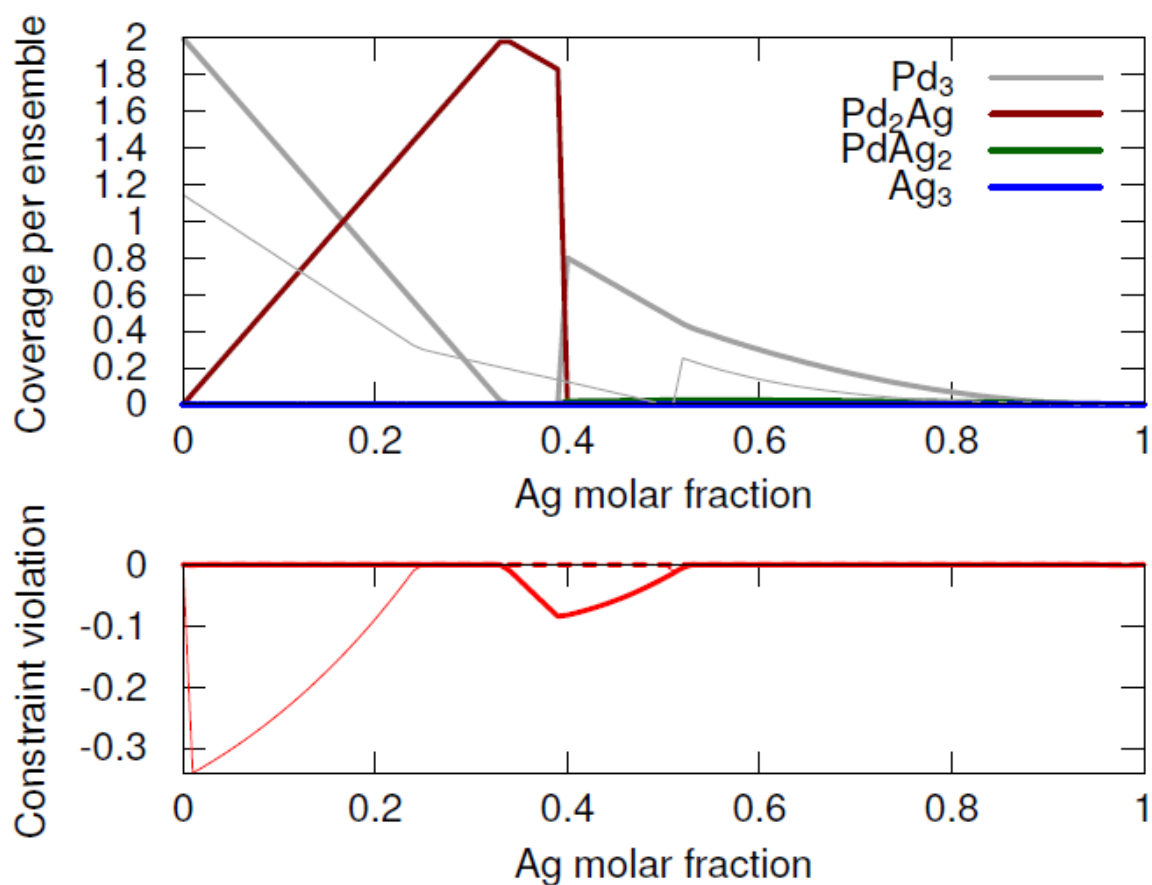 Coverage per ensemble
2
1.8
1.6
1.4
1.2
1
0.8
0.6
0.4
0.2
0
Pd₃
Pd₂Ag
PdAg₂
Ag₃
0 0.2 0.4 0.6 0.8 1
Ag molar fraction
Constraint violation
0
-0.1
-0.2
-0.3
0 0.2 0.4 0.6 0.8 1
Ag molar fraction